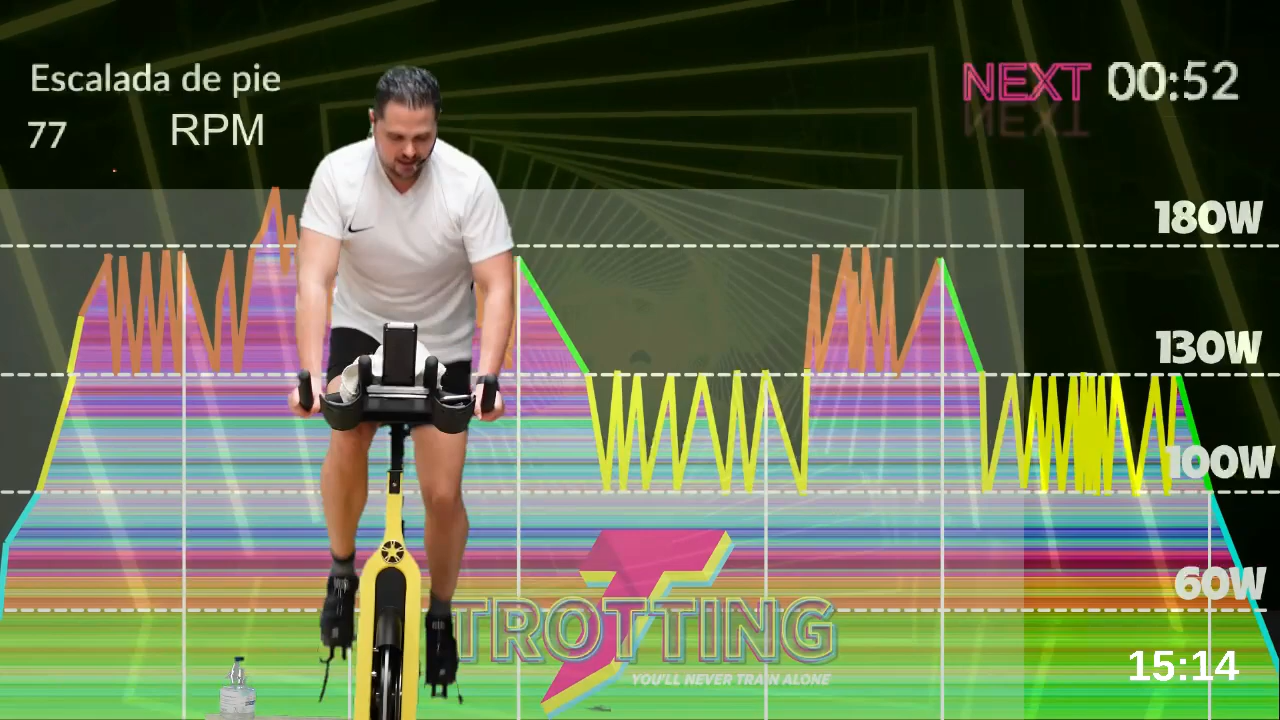 Escalada de pie
77 RPM
NEXT 00:52
NEXT
180W
130W
100W
60W
TROTTING
YOU'LL NEVER TRAIN ALONE
15:14